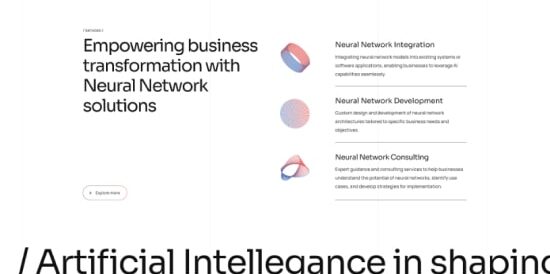 / NETWORK /
Empowering business
transformation with
Neural Network
solutions
Explore more
Neural Network Integration
Integrating neural network models into existing systems or
software applications, enabling businesses to leverage AI
capabilities seamlessly.
Neural Network Development
Custom design and development of neural network
architectures tailored to specific business needs and
objectives.
Neural Network Consulting
Expert guidance and consulting services to help businesses
understand the potential of neural networks, identify use
cases, and develop strategies for implementation.
/ Artificial Intellegance in shaping